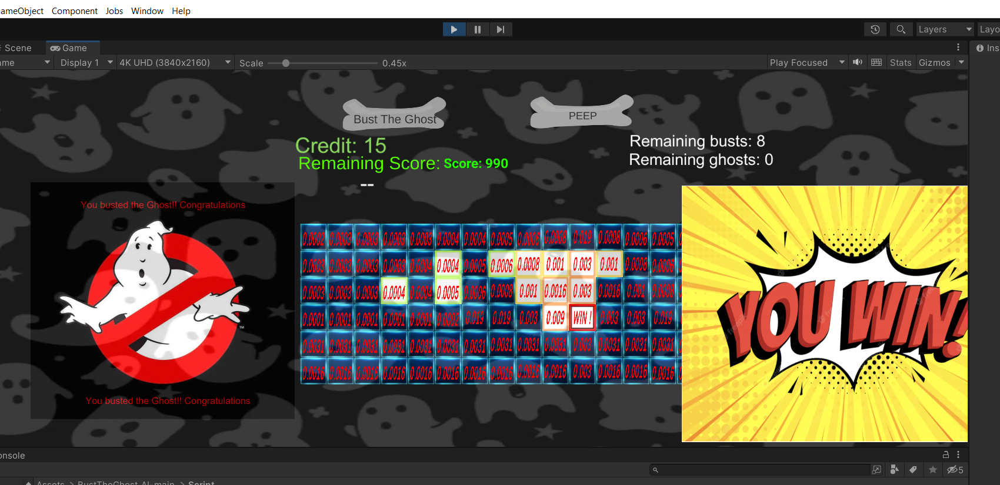 ameObject Component Jobs Window Help
Layers Layo
Scene Game Ins
me Display 1 4K UHD (3840x2160) Scale 0.45x Play Focused Stats Gizmos
Bust The Ghost PEEP
Credit: 15 Remaining busts: 8
Remaining Score: Score: 990 Remaining ghosts: 0
--
You busted the Ghost!! Congratulations
TM
You busted the Ghost!! Congratulations
0.0002 0.0003 0.0003 0.0003 0.0003 0.0004 0.0004 0.0005 0.0006 0.0008 0.019 0.0008 0.0006 0.0005
0.0003 0.0003 0.0003 0.0003 0.0004 0.0004 0.0005 0.0006 0.0008 0.001 0.003 0.001 0.0008 0.0006
0.0003 0.0003 0.0003 0.0004 0.0004 0.0005 0.0006 0.0008 0.001 0.0016 0.003 0.0016 0.001 0.0008
0.0001 0.0001 0.0001 0.0001 0.0001 0.0002 0.019 0.019 0.003 0.009 WIN ! 0.003 0.003 0.019
0.0031 0.0031 0.0031 0.0031 0.0031 0.0031 0.0031 0.0031 0.0031 0.0031 0.003 0.0031 0.0031 0.0031
0.0016 0.0016 0.0016 0.0016 0.0016 0.0016 0.0016 0.0016 0.0016 0.0016 0.003 0.0016 0.0016 0.0016
YOU WIN!
onsole
5
Assets > BustTheGhost_AI-main > Script